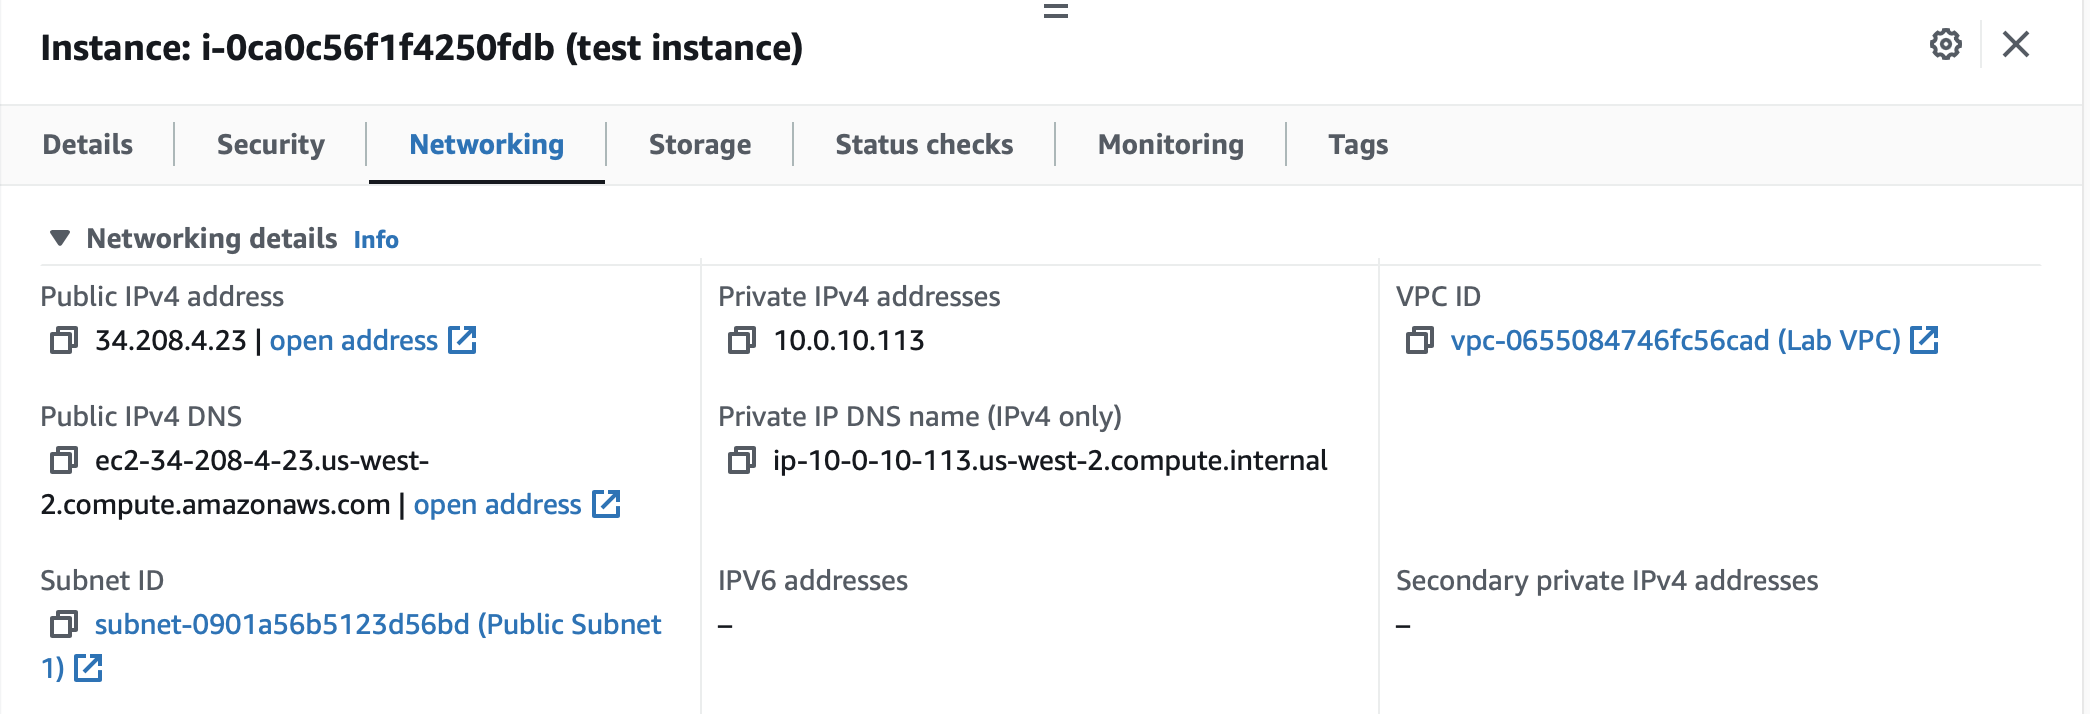 Instance: i-0ca0c56f1f4250fdb (test instance)
Details
Security
Networking
Storage
Status checks
Monitoring
Tags
Networking details Info
Public IPv4 address
34.208.4.23 | open address
Private IPv4 addresses
10.0.10.113
VPC ID
vpc-0655084746fc56cad (Lab VPC)
Public IPv4 DNS
ec2-34-208-4-23.us-west-
2.compute.amazonaws.com | open address
Private IP DNS name (IPv4 only)
ip-10-0-10-113.us-west-2.compute.internal
Subnet ID
subnet-0901a56b5123d56bd (Public Subnet
1)
IPV6 addresses
–
Secondary private IPv4 addresses
–